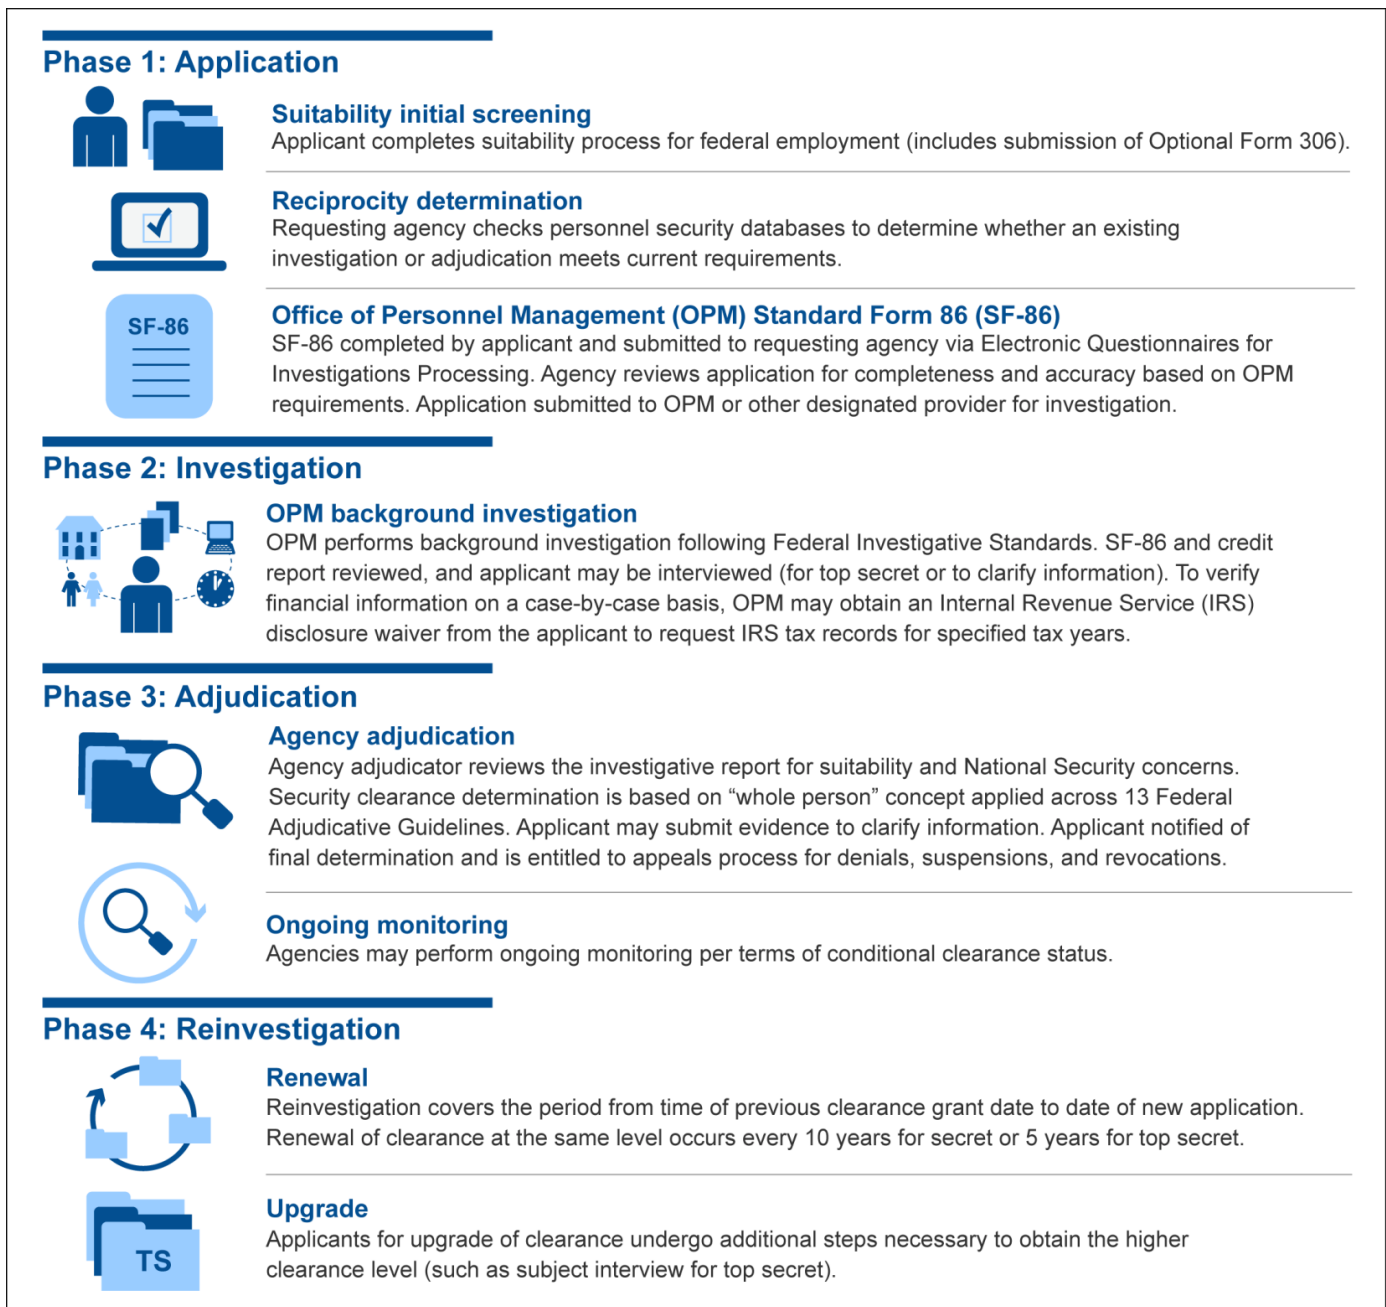 Phase 1: Application
Suitability initial screening
Applicant completes suitability process for federal employment (includes submission of Optional Form 306).
Reciprocity determination
Requesting agency checks personnel security databases to determine whether an existing
investigation or adjudication meets current requirements.
SF-86
Office of Personnel Management (OPM) Standard Form 86 (SF-86)
SF-86 completed by applicant and submitted to requesting agency via Electronic Questionnaires for
Investigations Processing. Agency reviews application for completeness and accuracy based on OPM
requirements. Application submitted to OPM or other designated provider for investigation.
Phase 2: Investigation
OPM background investigation
OPM performs background investigation following Federal Investigative Standards. SF-86 and credit
report reviewed, and applicant may be interviewed (for top secret or to clarify information). To verify
financial information on a case-by-case basis, OPM may obtain an Internal Revenue Service (IRS)
disclosure waiver from the applicant to request IRS tax records for specified tax years.
Phase 3: Adjudication
Agency adjudication
Agency adjudicator reviews the investigative report for suitability and National Security concerns.
Security clearance determination is based on “whole person” concept applied across 13 Federal
Adjudicative Guidelines. Applicant may submit evidence to clarify information. Applicant notified of
final determination and is entitled to appeals process for denials, suspensions, and revocations.
Ongoing monitoring
Agencies may perform ongoing monitoring per terms of conditional clearance status.
Phase 4: Reinvestigation
Renewal
Reinvestigation covers the period from time of previous clearance grant date to date of new application.
Renewal of clearance at the same level occurs every 10 years for secret or 5 years for top secret.
TS
Upgrade
Applicants for upgrade of clearance undergo additional steps necessary to obtain the higher
clearance level (such as subject interview for top secret).